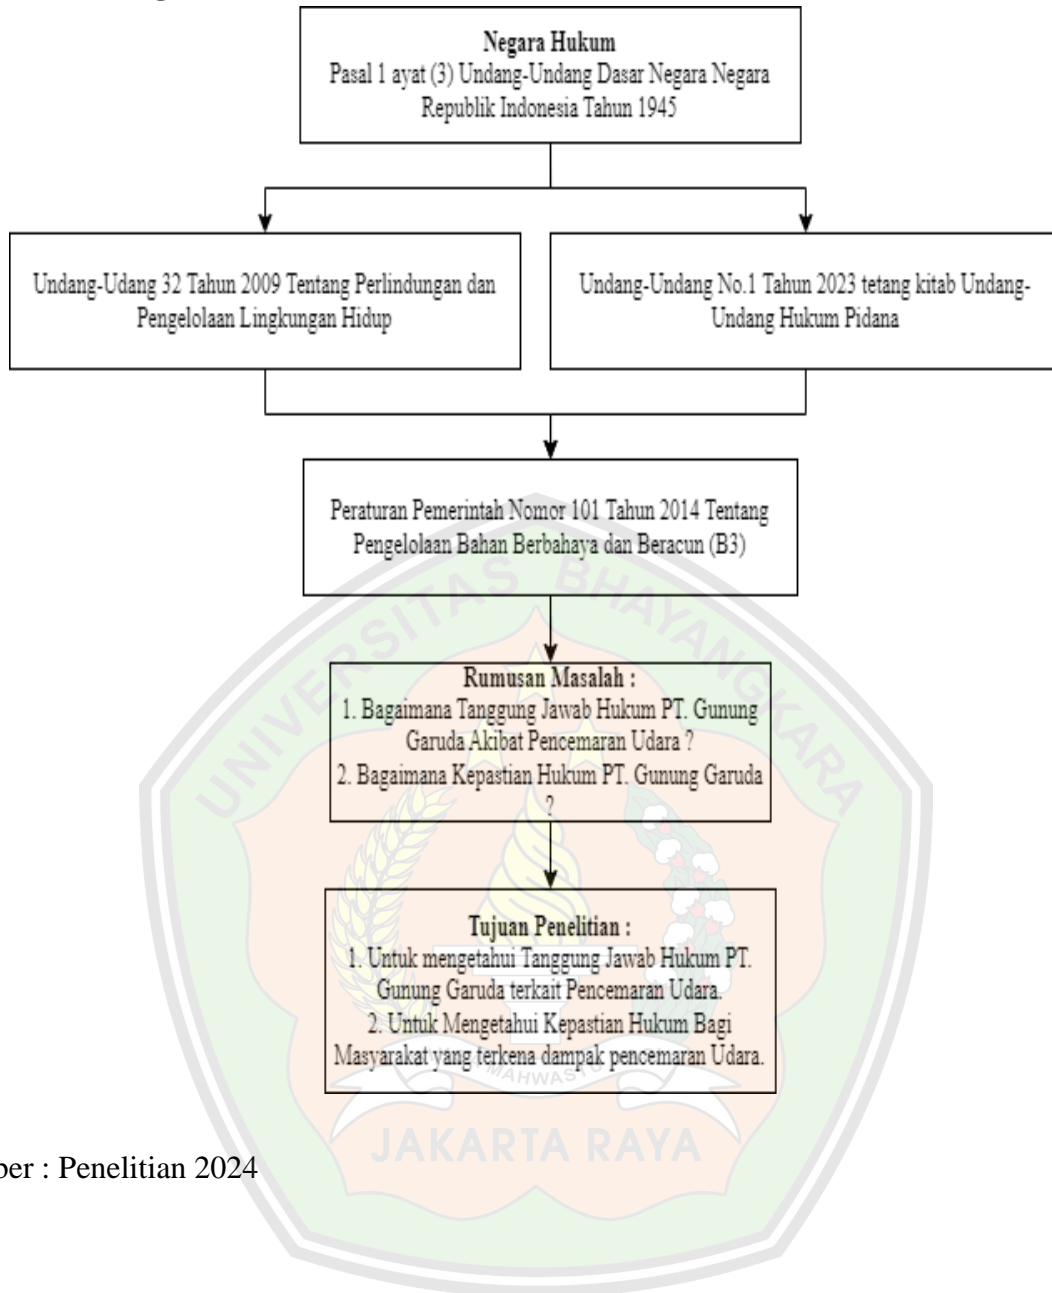 Negara Hukum
Pasal 1 ayat (3) Undang-Undang Dasar Negara Negara
Republik Indonesia Tahun 1945
Undang-Udang 32 Tahun 2009 Tentang Perlindungan dan
Pengelolaan Lingkungan Hidup
Undang-Undang No.1 Tahun 2023 tetang kitab Undang-
Undang Hukum Pidana
Peraturan Pemerintah Nomor 101 Tahun 2014 Tentang
Pengelolaan Bahan Berbahaya dan Beracun (B3)
Rumusan Masalah :
1. Bagaimana Tanggung Jawab Hukum PT. Gunung
Garuda Akibat Pencemaran Udara ?
2. Bagaimana Kepastian Hukum PT. Gunung Garuda
?
Tujuan Penelitian :
1. Untuk mengetahui Tanggung Jawab Hukum PT.
Gunung Garuda terkait Pencemaran Udara.
2. Untuk Mengetahui Kepastian Hukum Bagi
Masyarakat yang terkena dampak pencemaran Udara.
: Penelitian 2024
UNIVERSITAS BHAYANGKARA
JAKARTA RAYA